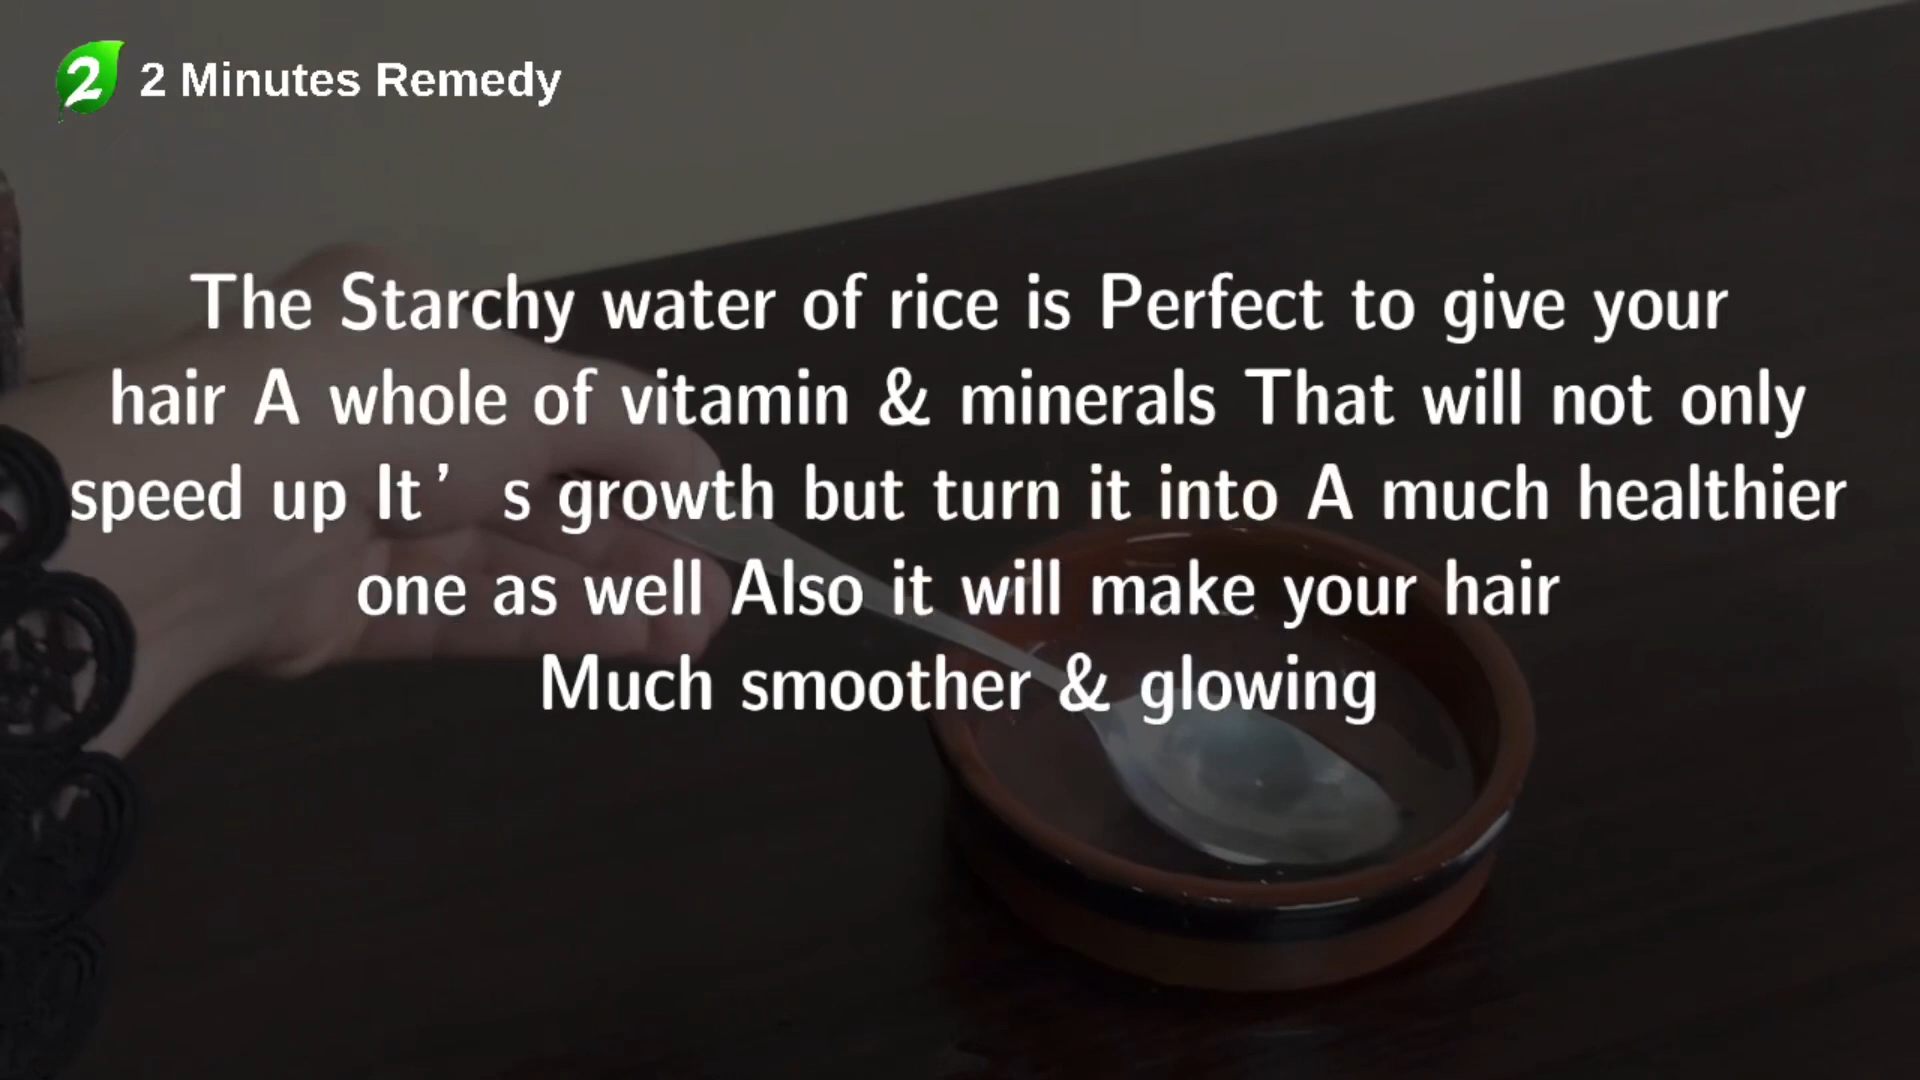 2 2 Minutes Remedy
The Starchy water of rice is Perfect to give your
hair A whole of vitamin & minerals That will not only
speed up It’ s growth but turn it into A much healthier
one as well Also it will make your hair
Much smoother & glowing